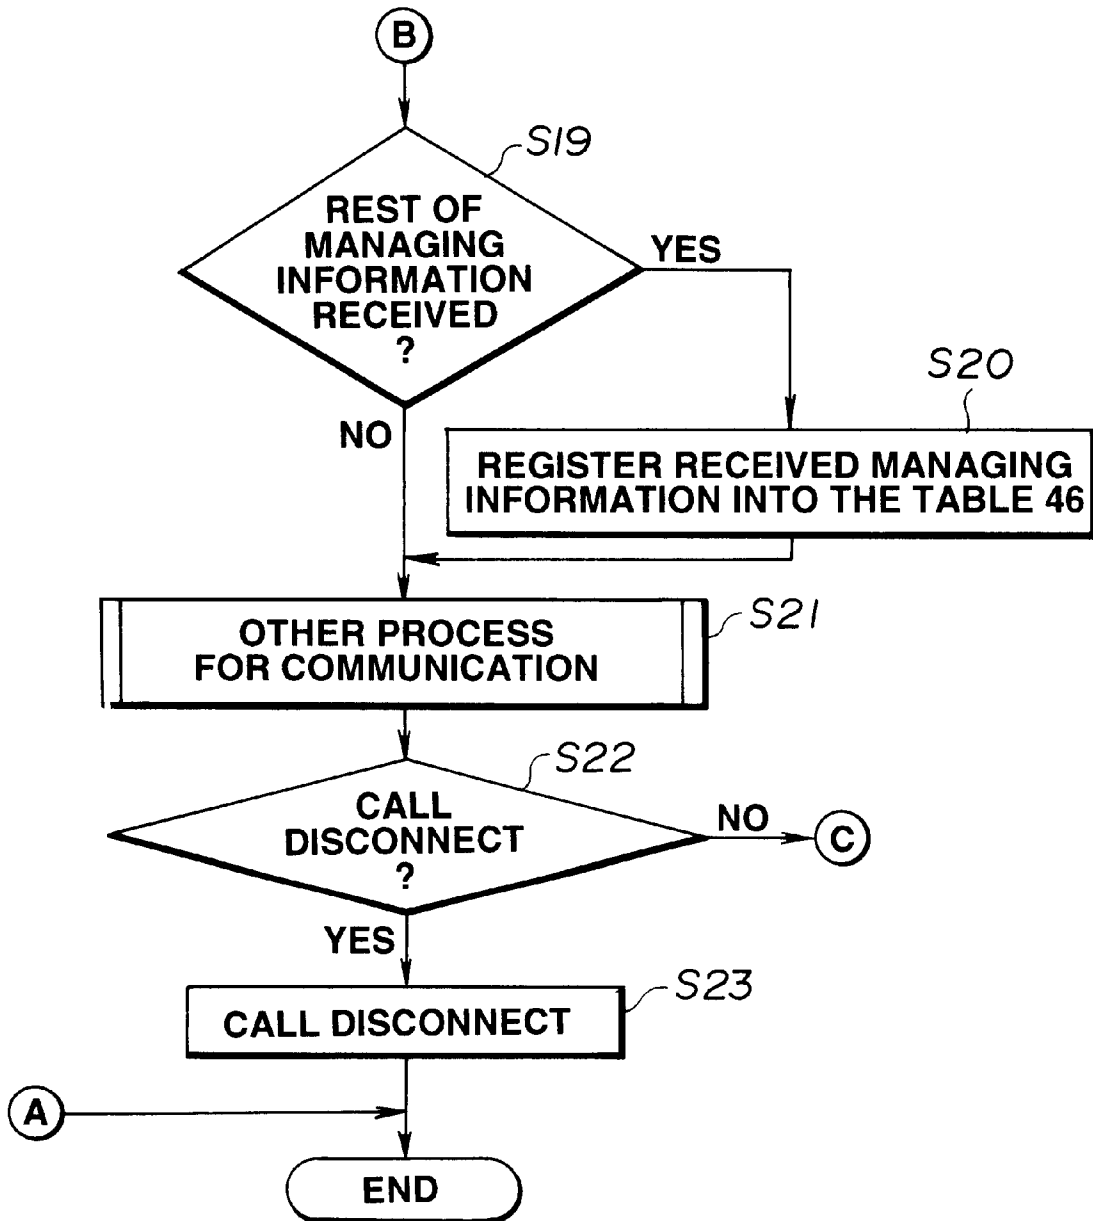 B
S19
REST OF
MANAGING
INFORMATION
RECEIVED
?
YES
NO
S20
REGISTER RECEIVED MANAGING
INFORMATION INTO THE TABLE 46
OTHER PROCESS
FOR COMMUNICATION
S21
S22
CALL
DISCONNECT
?
NO
C
YES
S23
CALL DISCONNECT
A
END